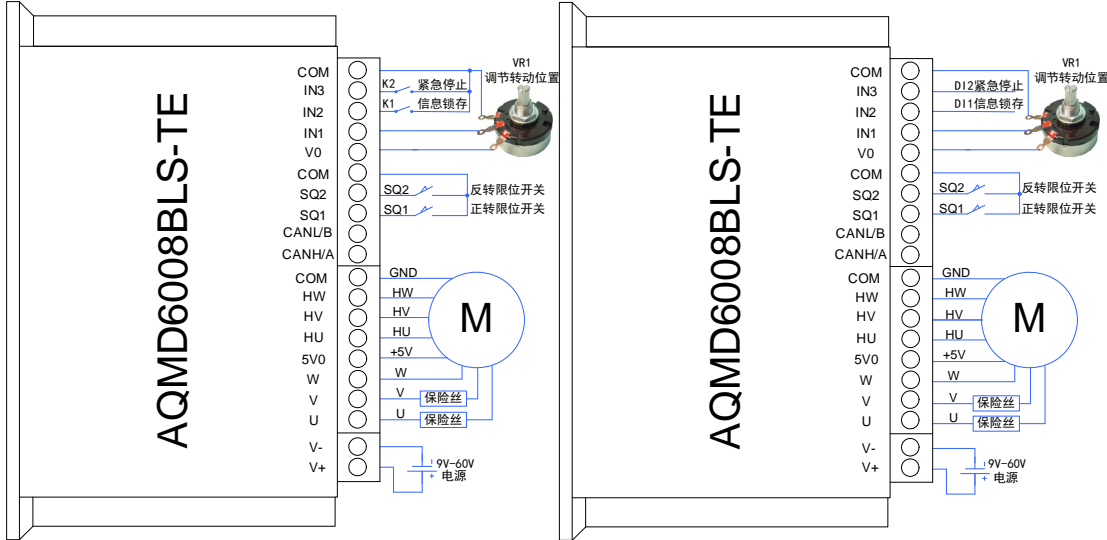 AQMD6008BLS-TE
COM
IN3
IN2
IN1
V0
COM
SQ2
SQ1
CANL/B
CANH/A
COM
HW
HV
HU
5V0
W
V
U
V-
V+
VR1
调节转动位置
K2 紧急停止
K1 信息锁存
SQ2 反转限位开关
SQ1 正转限位开关
GND
HW
HV
HU
+5V
W
V 保险丝
U 保险丝
M
9V-60V
电源
AQMD6008BLS-TE
COM
IN3
IN2
IN1
V0
COM
SQ2
SQ1
CANL/B
CANH/A
COM
HW
HV
HU
5V0
W
V
U
V-
V+
VR1
调节转动位置
DI2紧急停止
DI1信息锁存
SQ2 反转限位开关
SQ1 正转限位开关
GND
HW
HV
HU
+5V
W
V 保险丝
U 保险丝
M
9V-60V
电源